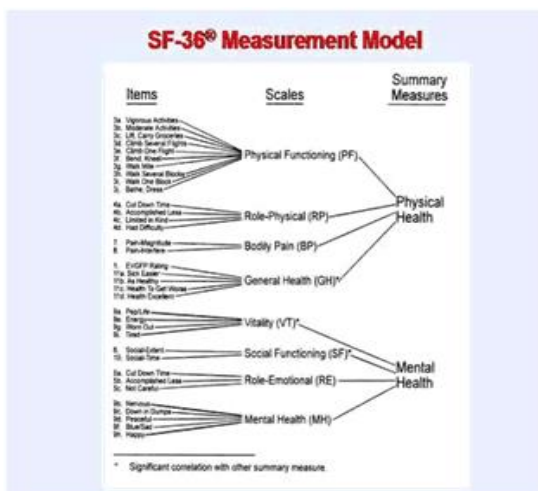 SF-36® Measurement Model
Items
Scales
Summary
Measures
3a. Vigorous Activities
3b. Moderate Activities
3c. Lift, Carry Groceries
3d. Climb Several Flights
3e. Climb One Flight
3f. Bend, Kneel
3g. Walk Mile
3h. Walk Several Blocks
3i. Walk One Block
3j. Bathe, Dress
Physical Functioning (PF)
4a. Cut Down Time
4b. Accomplished Less
4c. Limited in Kind
4d. Had Difficulty
Role-Physical (RP)
Physical
Health
7. Pain-Magnitude
8. Pain-Interfere
Bodily Pain (BP)
1. EVGFP Rating
11a. Sick Easier
11b. As Healthy
11c. Health To Get Worse
11d. Health Excellent
General Health (GH)*
9a. Pep/Life
9e. Energy
9g. Worn Out
9i. Tired
Vitality (VT)*
6. Social-Extent
10. Social-Time
Social Functioning (SF)*
5a. Cut Down Time
5b. Accomplished Less
5c. Not Careful
Role-Emotional (RE)
Mental
Health
9b. Nervous
9c. Down in Dumps
9d. Peaceful
9f. Blue/Sad
9h. Happy
Mental Health (MH)
* Significant correlation with other summary measure.